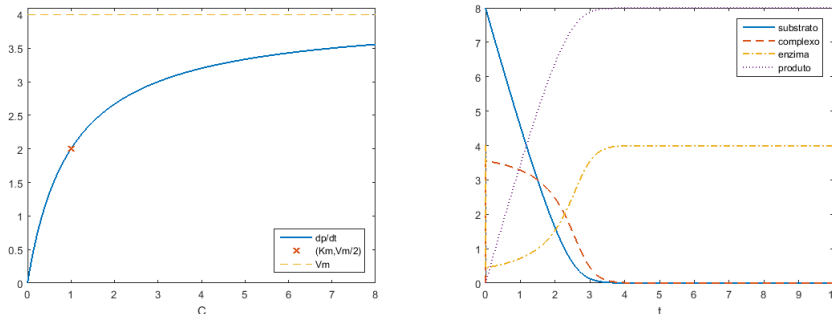 4
3.5
3
2.5
2
1.5
1
0.5
0
0 1 2 3 4 5 6 7 8
C
dp/dt
(Km,Vm/2)
Vm
8
7
6
5
4
3
2
1
0
0 1 2 3 4 5 6 7 8 9 10
t
substrato
complexo
enzima
produto